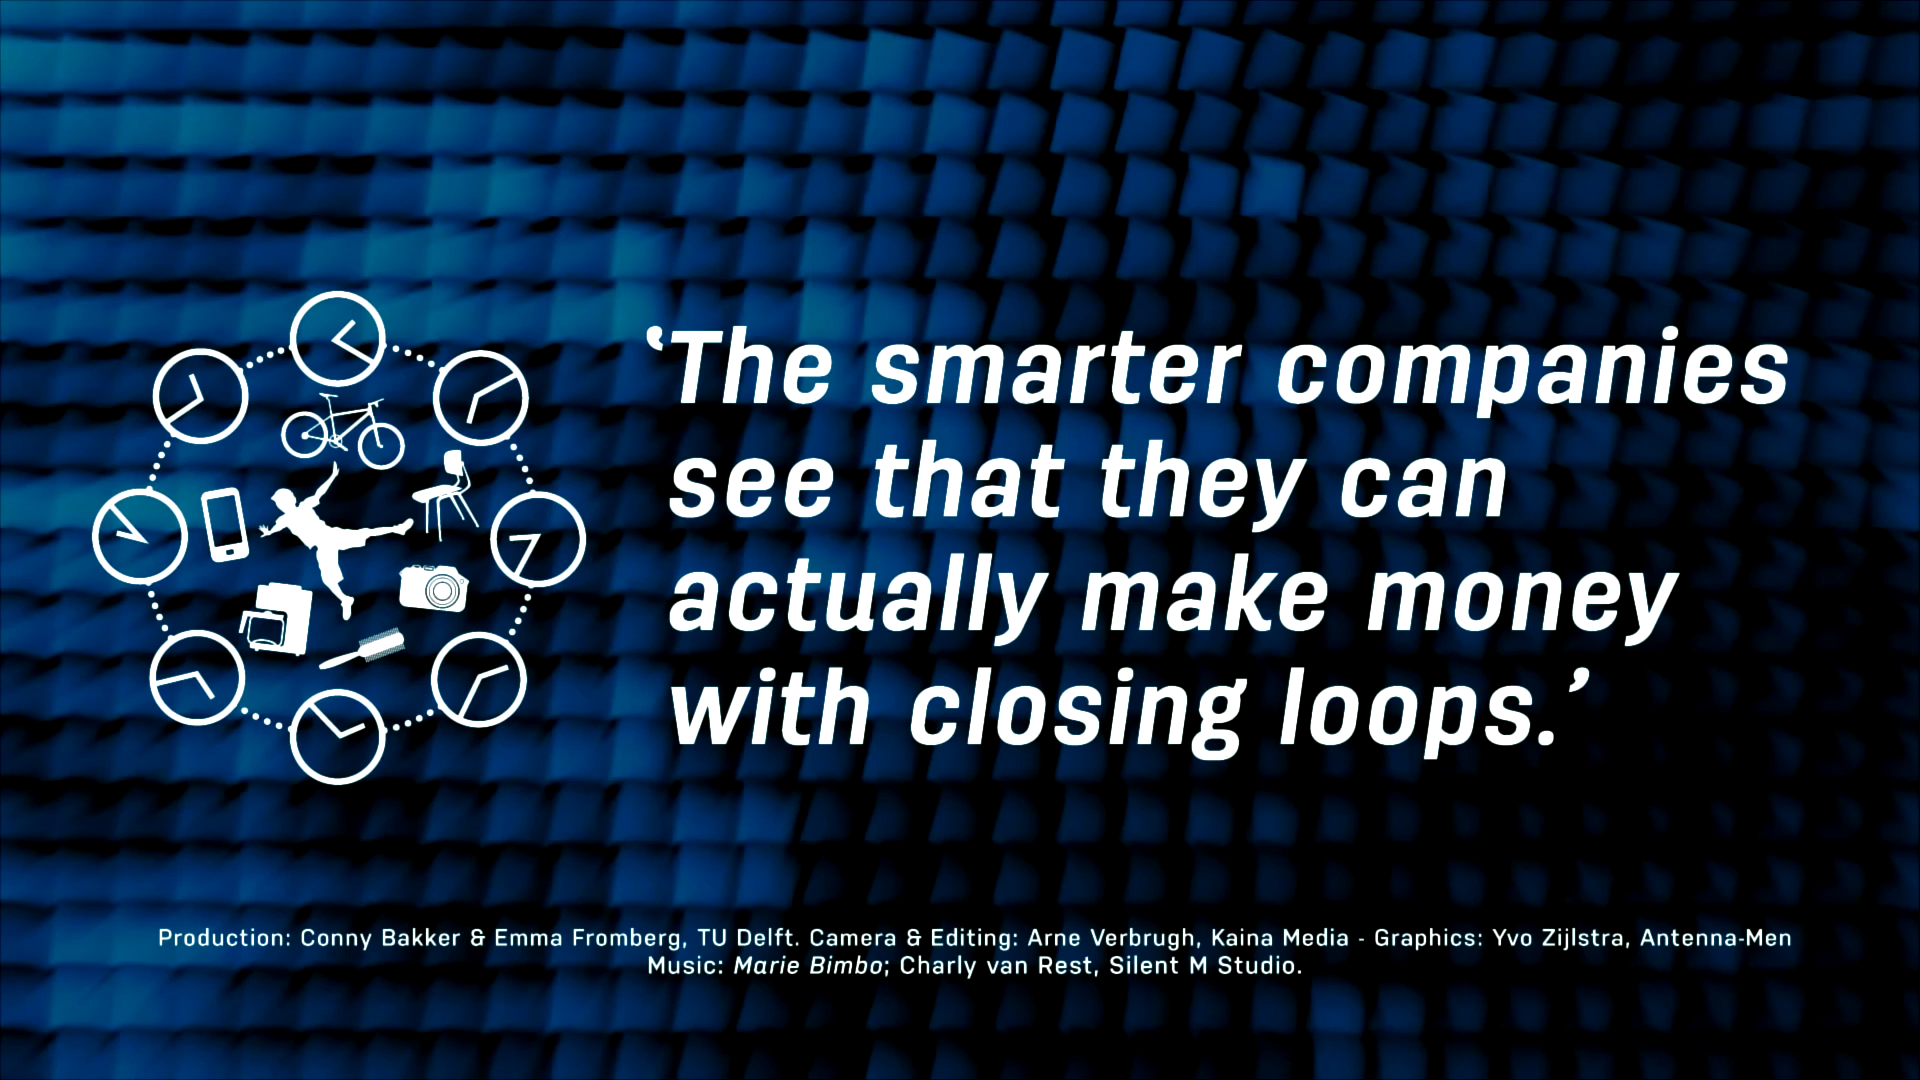 ‘The smarter companies
see that they can
actually make money
with closing loops.’
Production: Conny Bakker & Emma Fromberg, TU Delft. Camera & Editing: Arne Verbrugh, Kaina Media - Graphics: Yvo Zijlstra, Antenna-Men
Music: Marie Bimbo; Charly van Rest, Silent M Studio.